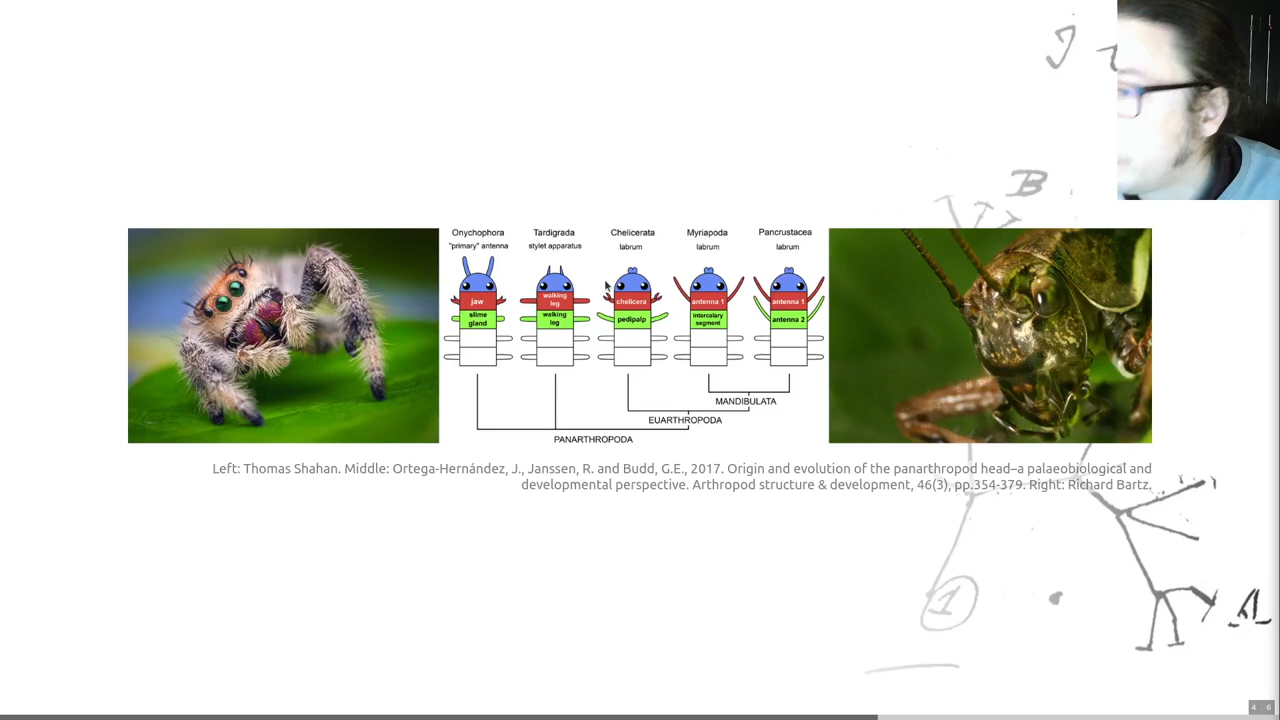 I
B
Onychophora Tardigrada Chelicerata Myriapoda Pancrustacea
"primary" antenna stylet apparatus labrum labrum labrum
jaw walking leg chelicera antenna 1 antenna 1
slime gland walking leg pedipalp intercalary segment antenna 2
MANDIBULATA
EUARTHROPODA
PANARTHROPODA
Left: Thomas Shahan. Middle: Ortega-Hernández, J., Janssen, R. and Budd, G.E., 2017. Origin and evolution of the panarthropod head–a palaeobiological and
developmental perspective. Arthropod structure & development, 46(3), pp.354-379. Right: Richard Bartz.
1
A
4 . 6